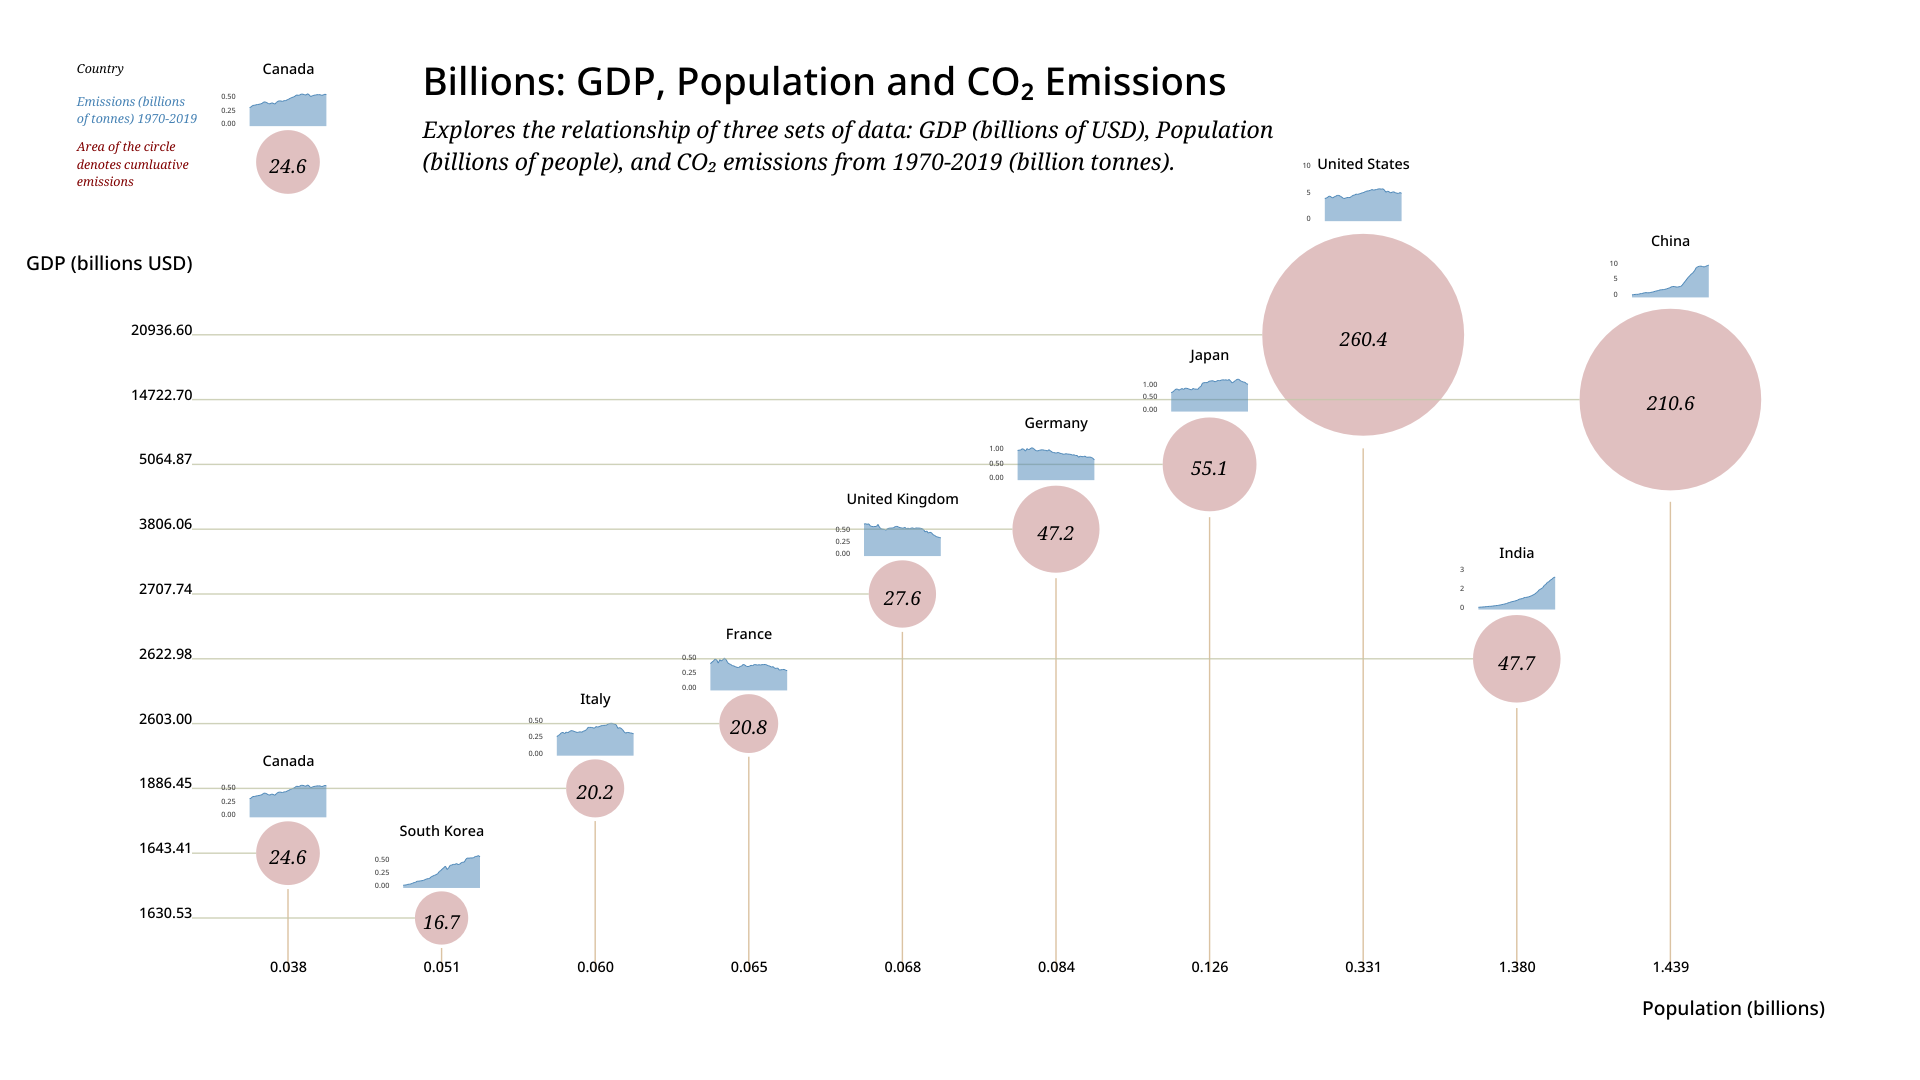 Country
Canada
Emissions (billions
of tonnes) 1970-2019
0.50
0.25
0.00
Area of the circle
denotes cumluative
emissions
24.6
Billions: GDP, Population and CO₂ Emissions
Explores the relationship of three sets of data: GDP (billions of USD), Population
(billions of people), and CO₂ emissions from 1970-2019 (billion tonnes).
GDP (billions USD)
United States
10
5
0
260.4
China
10
5
0
210.6
20936.60
14722.70
5064.87
3806.06
2707.74
2622.98
2603.00
1886.45
1643.41
1630.53
Japan
1.00
0.50
0.00
55.1
Germany
1.00
0.50
0.00
47.2
United Kingdom
0.50
0.25
0.00
27.6
India
3
2
0
47.7
France
0.50
0.25
0.00
20.8
Italy
0.50
0.25
0.00
20.2
Canada
0.50
0.25
0.00
24.6
South Korea
0.50
0.25
0.00
16.7
0.038
0.051
0.060
0.065
0.068
0.084
0.126
0.331
1.380
1.439
Population (billions)